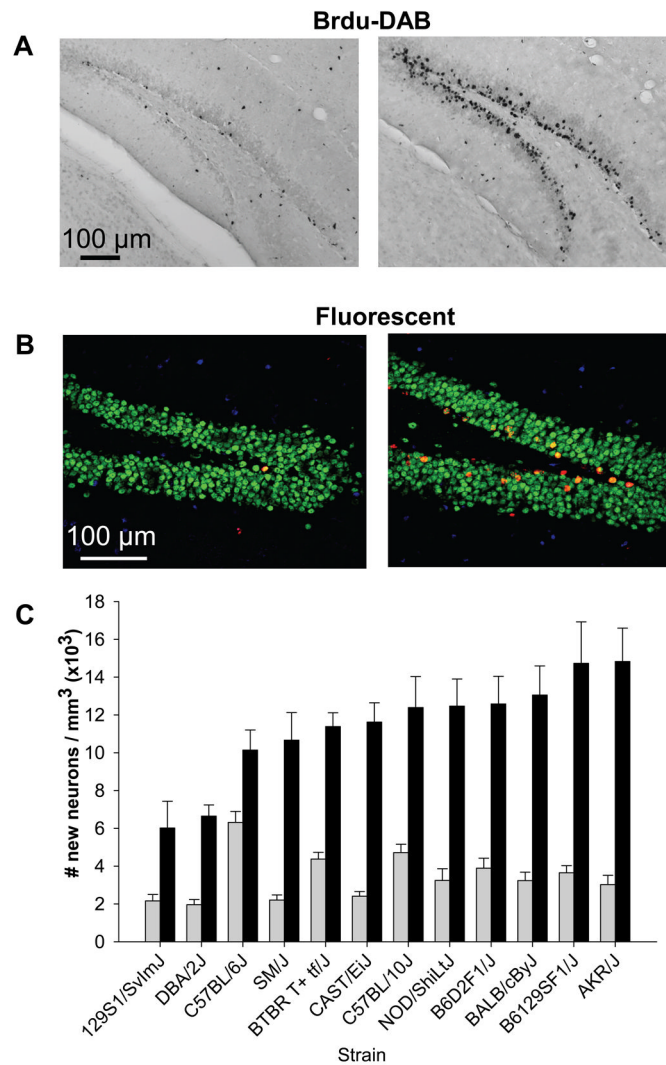 Brdu-DAB
A
100 µm
Fluorescent
B
100 µm
C
# new neurons / mm³ (x10³)
18
16
14
12
10
8
6
4
2
0
129S1/SvlmJ
DBA/2J
C57BL/6J
SM/J
BTBR T+ tf/J
CAST/EiJ
C57BL/10J
NOD/ShiLtJ
B6D2F1/J
BALB/cByJ
B6129SF1/J
AKR/J
Strain